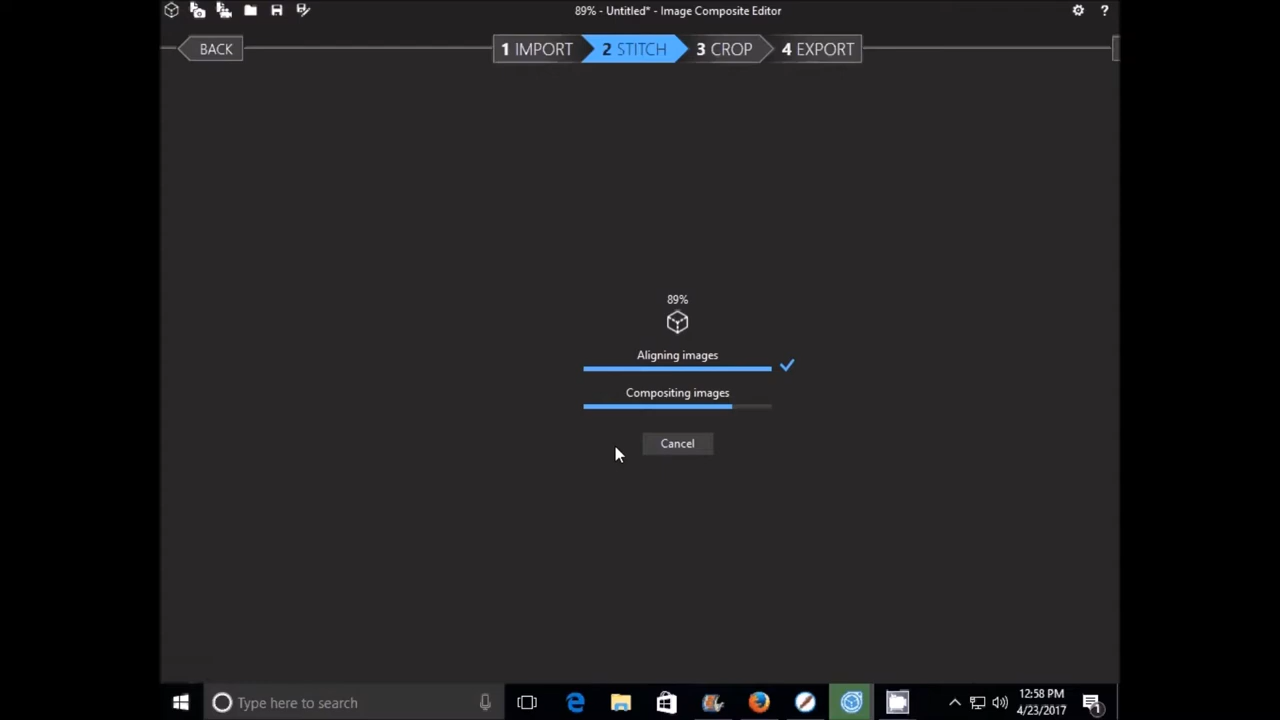 89% - Untitled* - Image Composite Editor
?
BACK
1 IMPORT
2 STITCH
3 CROP
4 EXPORT
89%
Aligning images
Compositing images
Cancel
Type here to search
12:58 PM
4/23/2017
1